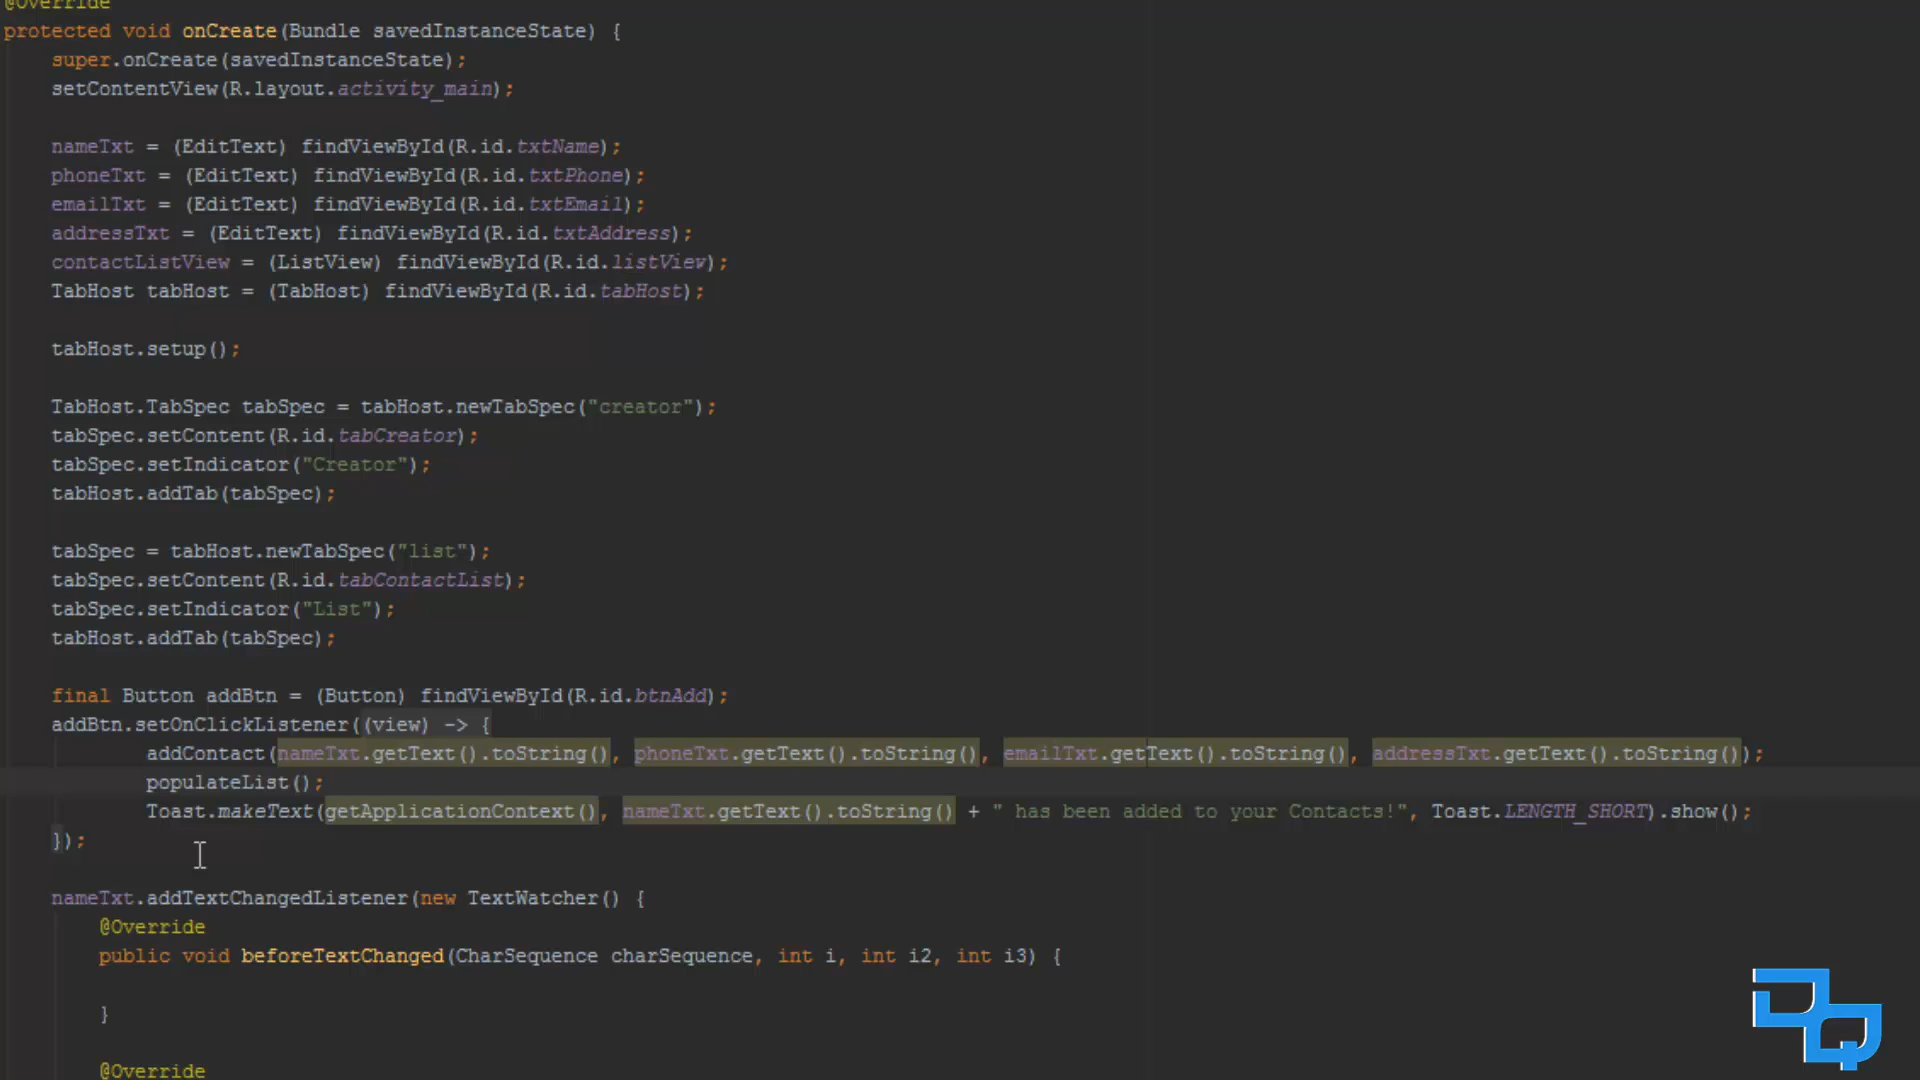 @Override
protected void onCreate(Bundle savedInstanceState) {
super.onCreate(savedInstanceState);
setContentView(R.layout.activity_main);
nameTxt = (EditText) findViewById(R.id.txtName);
phoneTxt = (EditText) findViewById(R.id.txtPhone);
emailTxt = (EditText) findViewById(R.id.txtEmail);
addressTxt = (EditText) findViewById(R.id.txtAddress);
contactListView = (ListView) findViewById(R.id.listView);
TabHost tabHost = (TabHost) findViewById(R.id.tabHost);
tabHost.setup();
TabHost.TabSpec tabSpec = tabHost.newTabSpec("creator");
tabSpec.setContent(R.id.tabCreator);
tabSpec.setIndicator("Creator");
tabHost.addTab(tabSpec);
tabSpec = tabHost.newTabSpec("list");
tabSpec.setContent(R.id.tabContactList);
tabSpec.setIndicator("List");
tabHost.addTab(tabSpec);
final Button addBtn = (Button) findViewById(R.id.btnAdd);
addBtn.setOnClickListener((view) -> {
addContact(nameTxt.getText().toString(), phoneTxt.getText().toString(), emailTxt.getText().toString(), addressTxt.getText().toString());
populateList();
Toast.makeText(getApplicationContext(), nameTxt.getText().toString() + " has been added to your Contacts!", Toast.LENGTH_SHORT).show();
});
nameTxt.addTextChangedListener(new TextWatcher() {
@Override
public void beforeTextChanged(CharSequence charSequence, int i, int i2, int i3) {
}
@Override